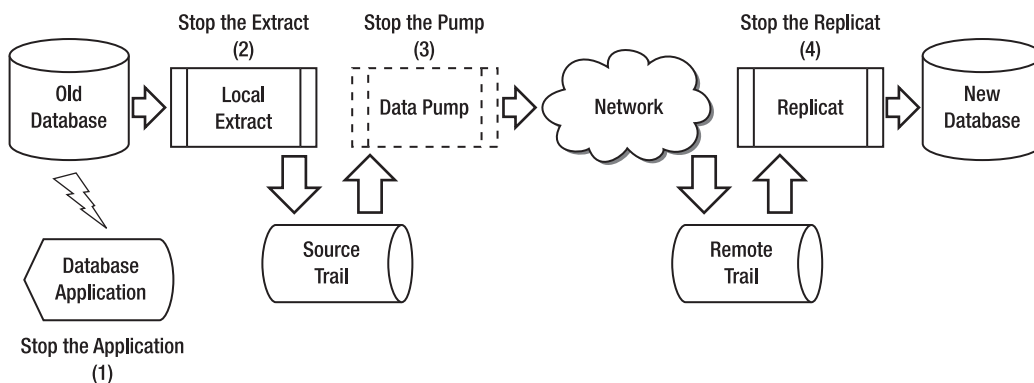 Stop the Extract
(2)
Stop the Pump
(3)
Stop the Replicat
(4)
Old
Database
Local
Extract
Data Pump
Network
Replicat
New
Database
Source
Trail
Remote
Trail
Database
Application
Stop the Application
(1)